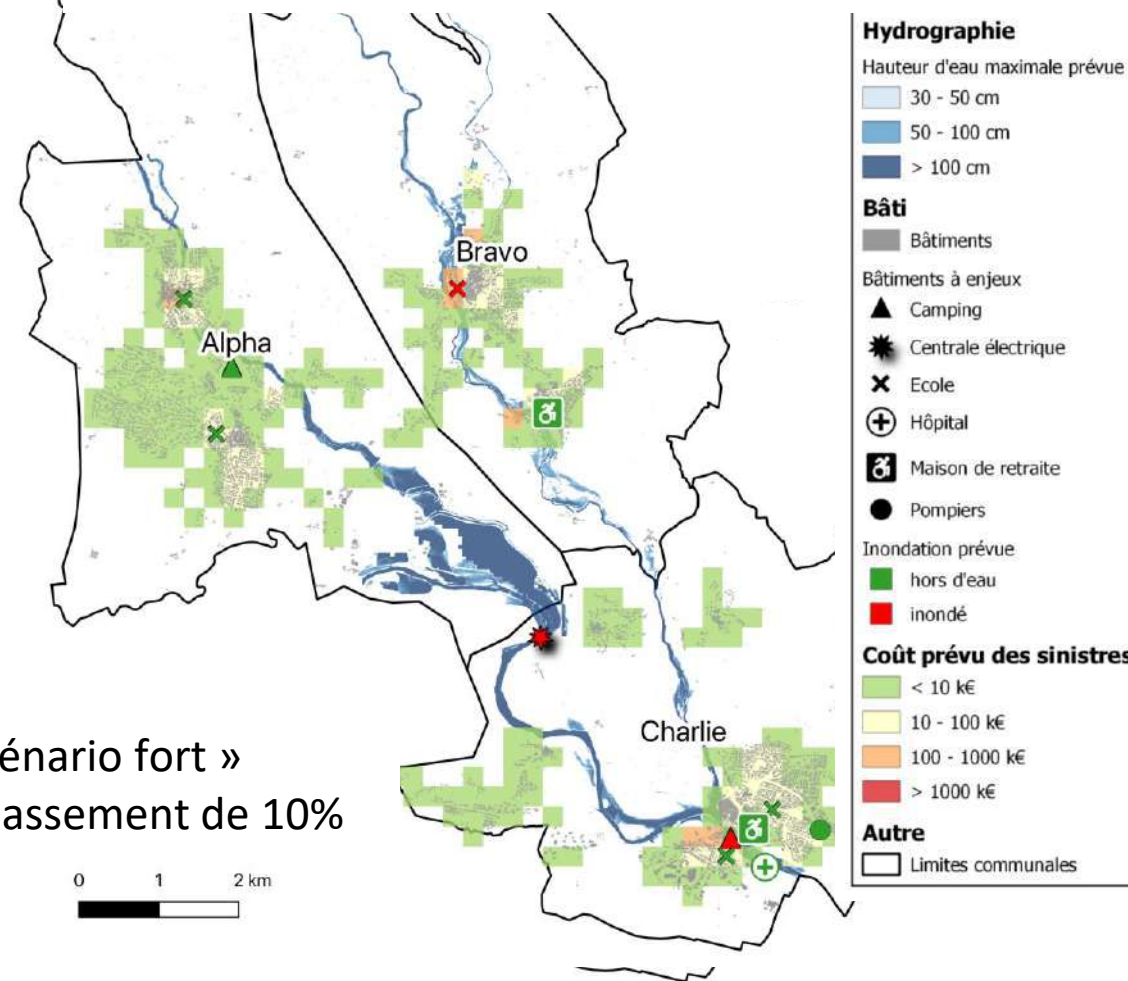 Bravo
Alpha
Charlie
énario fort »
assement de 10%
0 1 2 km
Hydrographie
Hauteur d'eau maximale prévue
30 - 50 cm
50 - 100 cm
> 100 cm
Bâti
Bâtiments
Bâtiments à enjeux
Camping
Centrale électrique
Ecole
Hôpital
Maison de retraite
Pompiers
Inondation prévue
hors d'eau
inondé
Coût prévu des sinistres
< 10 k€
10 - 100 k€
100 - 1000 k€
> 1000 k€
Autre
Limites communales